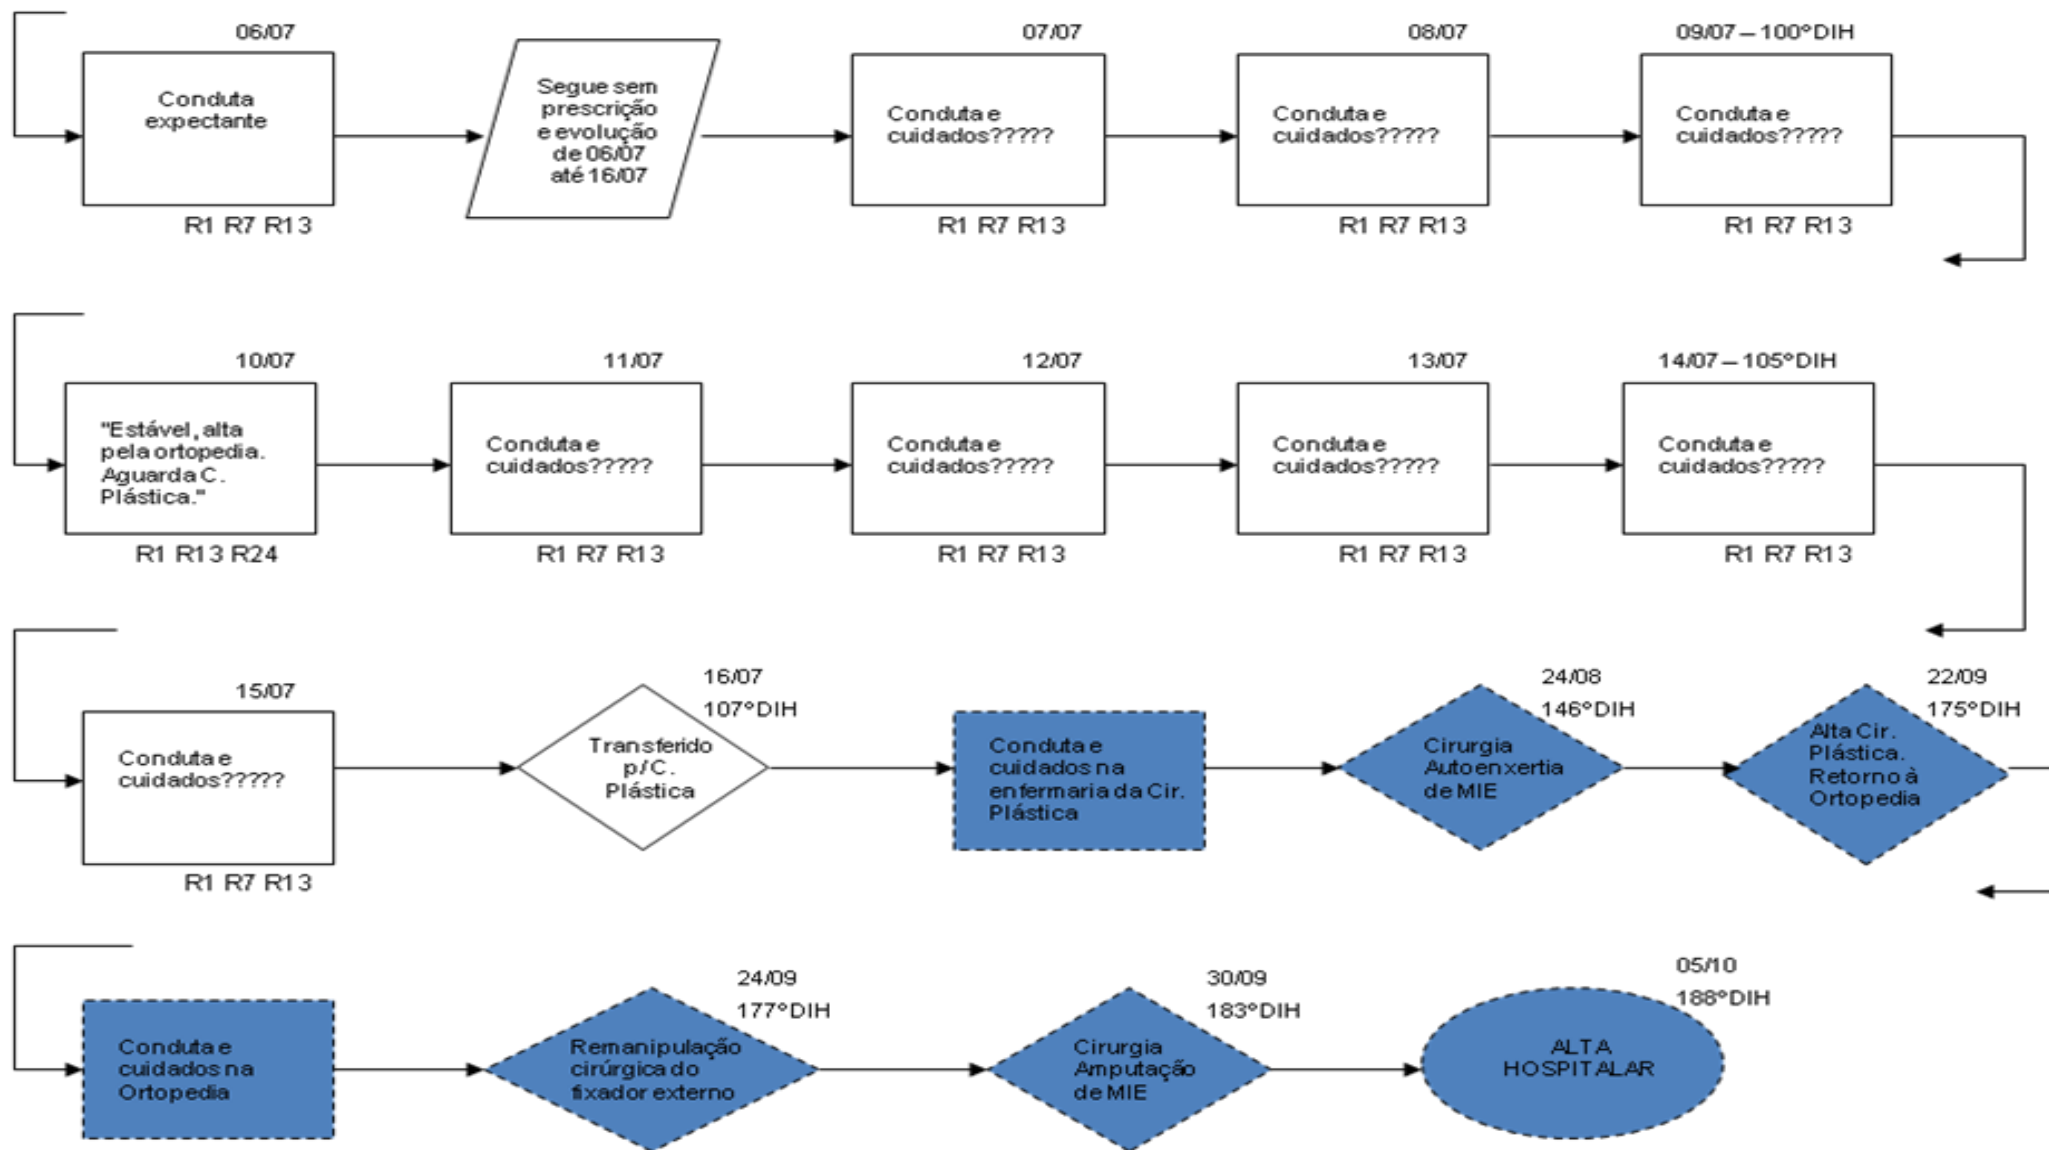 06/07
Conduta
expectante
R1 R7 R13
Segue sem
prescrição
e evolução
de 06/07
até 16/07
07/07
Conduta e
cuidados?????
R1 R7 R13
08/07
Conduta e
cuidados?????
R1 R7 R13
09/07 – 100°DIH
Conduta e
cuidados?????
R1 R7 R13
10/07
"Estável, alta
pela ortopedia.
Aguarda C.
Plástica."
R1 R13 R24
11/07
Conduta e
cuidados?????
R1 R7 R13
12/07
Conduta e
cuidados?????
R1 R7 R13
13/07
Conduta e
cuidados?????
R1 R7 R13
14/07 – 105°DIH
Conduta e
cuidados?????
R1 R7 R13
15/07
Conduta e
cuidados?????
R1 R7 R13
16/07
107°DIH
Transferido
p/ C.
Plástica
Conduta e
cuidados na
enfermaria da Cir.
Plástica
24/08
146°DIH
Cirurgia
Autoenxertia
de MIE
22/09
175°DIH
Alta Cir.
Plástica.
Retorno à
Ortopedia
Conduta e
cuidados na
Ortopedia
24/09
177°DIH
Remanipulação
cirúrgica do
fixador externo
30/09
183°DIH
Cirurgia
Amputação
de MIE
05/10
188°DIH
ALTA
HOSPITALAR